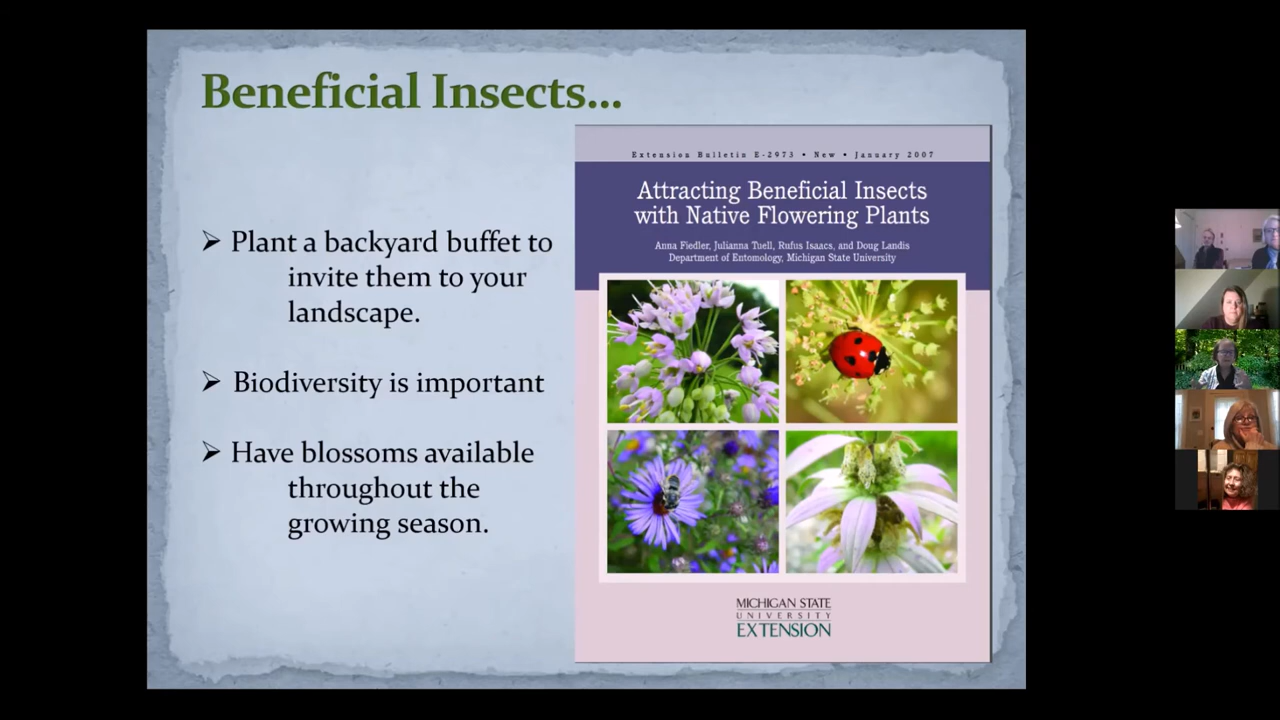 Beneficial Insects...
➢ Plant a backyard buffet to
invite them to your
landscape.
➢ Biodiversity is important
➢ Have blossoms available
throughout the
growing season.
Extension Bulletin E-2973 • New • January 2007
Attracting Beneficial Insects
with Native Flowering Plants
Anna Fiedler, Julianna Tuell, Rufus Isaacs, and Doug Landis
Department of Entomology, Michigan State University
MICHIGAN STATE
UNIVERSITY
EXTENSION